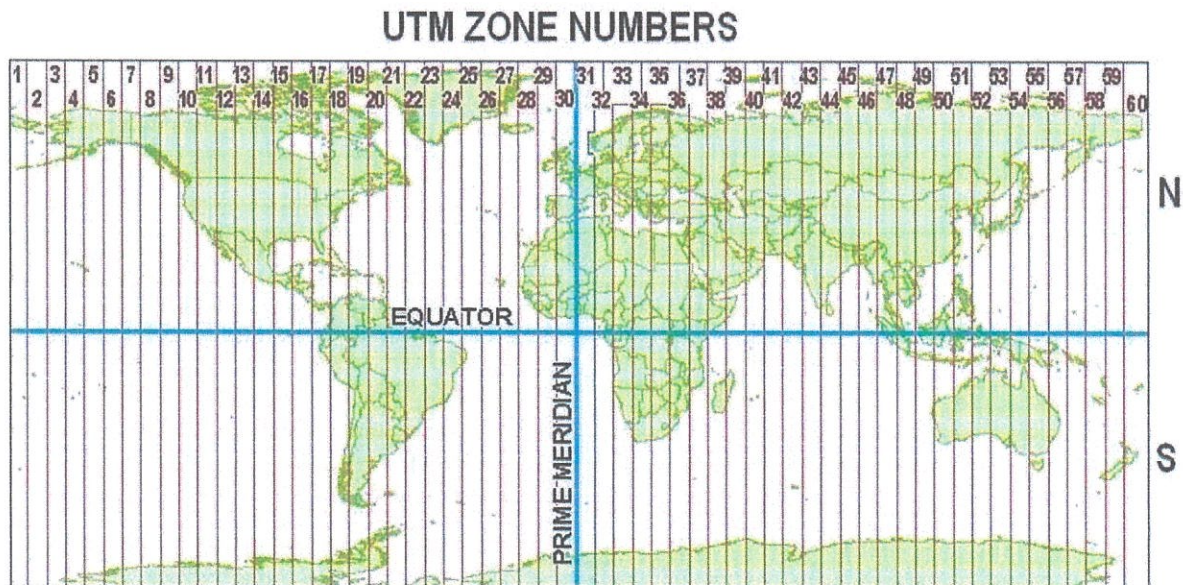 UTM ZONE NUMBERS
1 3 5 7 9 11 13 15 17 19 21 23 25 27 29 31 33 35 37 39 41 43 45 47 49 51 53 55 57 59
2 4 6 8 10 12 14 16 18 20 22 24 26 28 30 32 34 36 38 40 42 44 46 48 50 52 54 56 58 60
N
EQUATOR
PRIME MERIDIAN
S